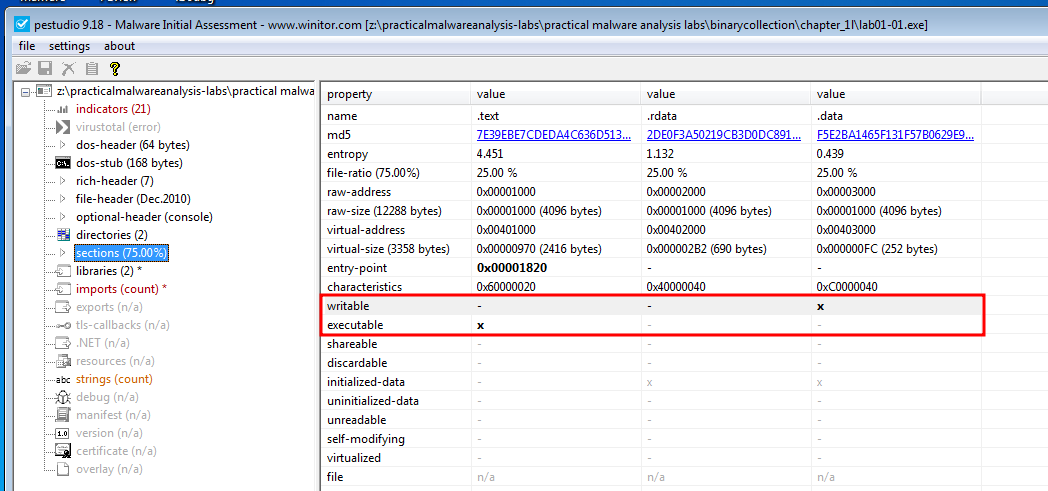 pestudio 9.18 - Malware Initial Assessment - www.winitor.com [z:\practicalmalwareanalysis-labs\practical malware analysis labs\binarycollection\chapter_1l\lab01-01.exe]
file settings about
z:\practicalmalwareanalysis-labs\practical malwa
indicators (21)
virustotal (error)
dos-header (64 bytes)
dos-stub (168 bytes)
rich-header (7)
file-header (Dec.2010)
optional-header (console)
directories (2)
sections (75.00%)
libraries (2) *
imports (count) *
exports (n/a)
tls-callbacks (n/a)
.NET (n/a)
resources (n/a)
abc strings (count)
debug (n/a)
manifest (n/a)
1.0 version (n/a)
certificate (n/a)
overlay (n/a)
property value value value
name .text .rdata .data
md5 7E39EBE7CDEDA4C636D513... 2DE0F3A50219CB3D0DC891... F5E2BA1465F131F57B0629E9...
entropy 4.451 1.132 0.439
file-ratio (75.00%) 25.00 % 25.00 % 25.00 %
raw-address 0x00001000 0x00002000 0x00003000
raw-size (12288 bytes) 0x00001000 (4096 bytes) 0x00001000 (4096 bytes) 0x00001000 (4096 bytes)
virtual-address 0x00401000 0x00402000 0x00403000
virtual-size (3358 bytes) 0x00000970 (2416 bytes) 0x000002B2 (690 bytes) 0x000000FC (252 bytes)
entry-point 0x00001820 - -
characteristics 0x60000020 0x40000040 0xC0000040
writable - - x
executable x - -
shareable - - -
discardable - - -
initialized-data - x x
uninitialized-data - - -
unreadable - - -
self-modifying - - -
virtualized - - -
file n/a n/a n/a